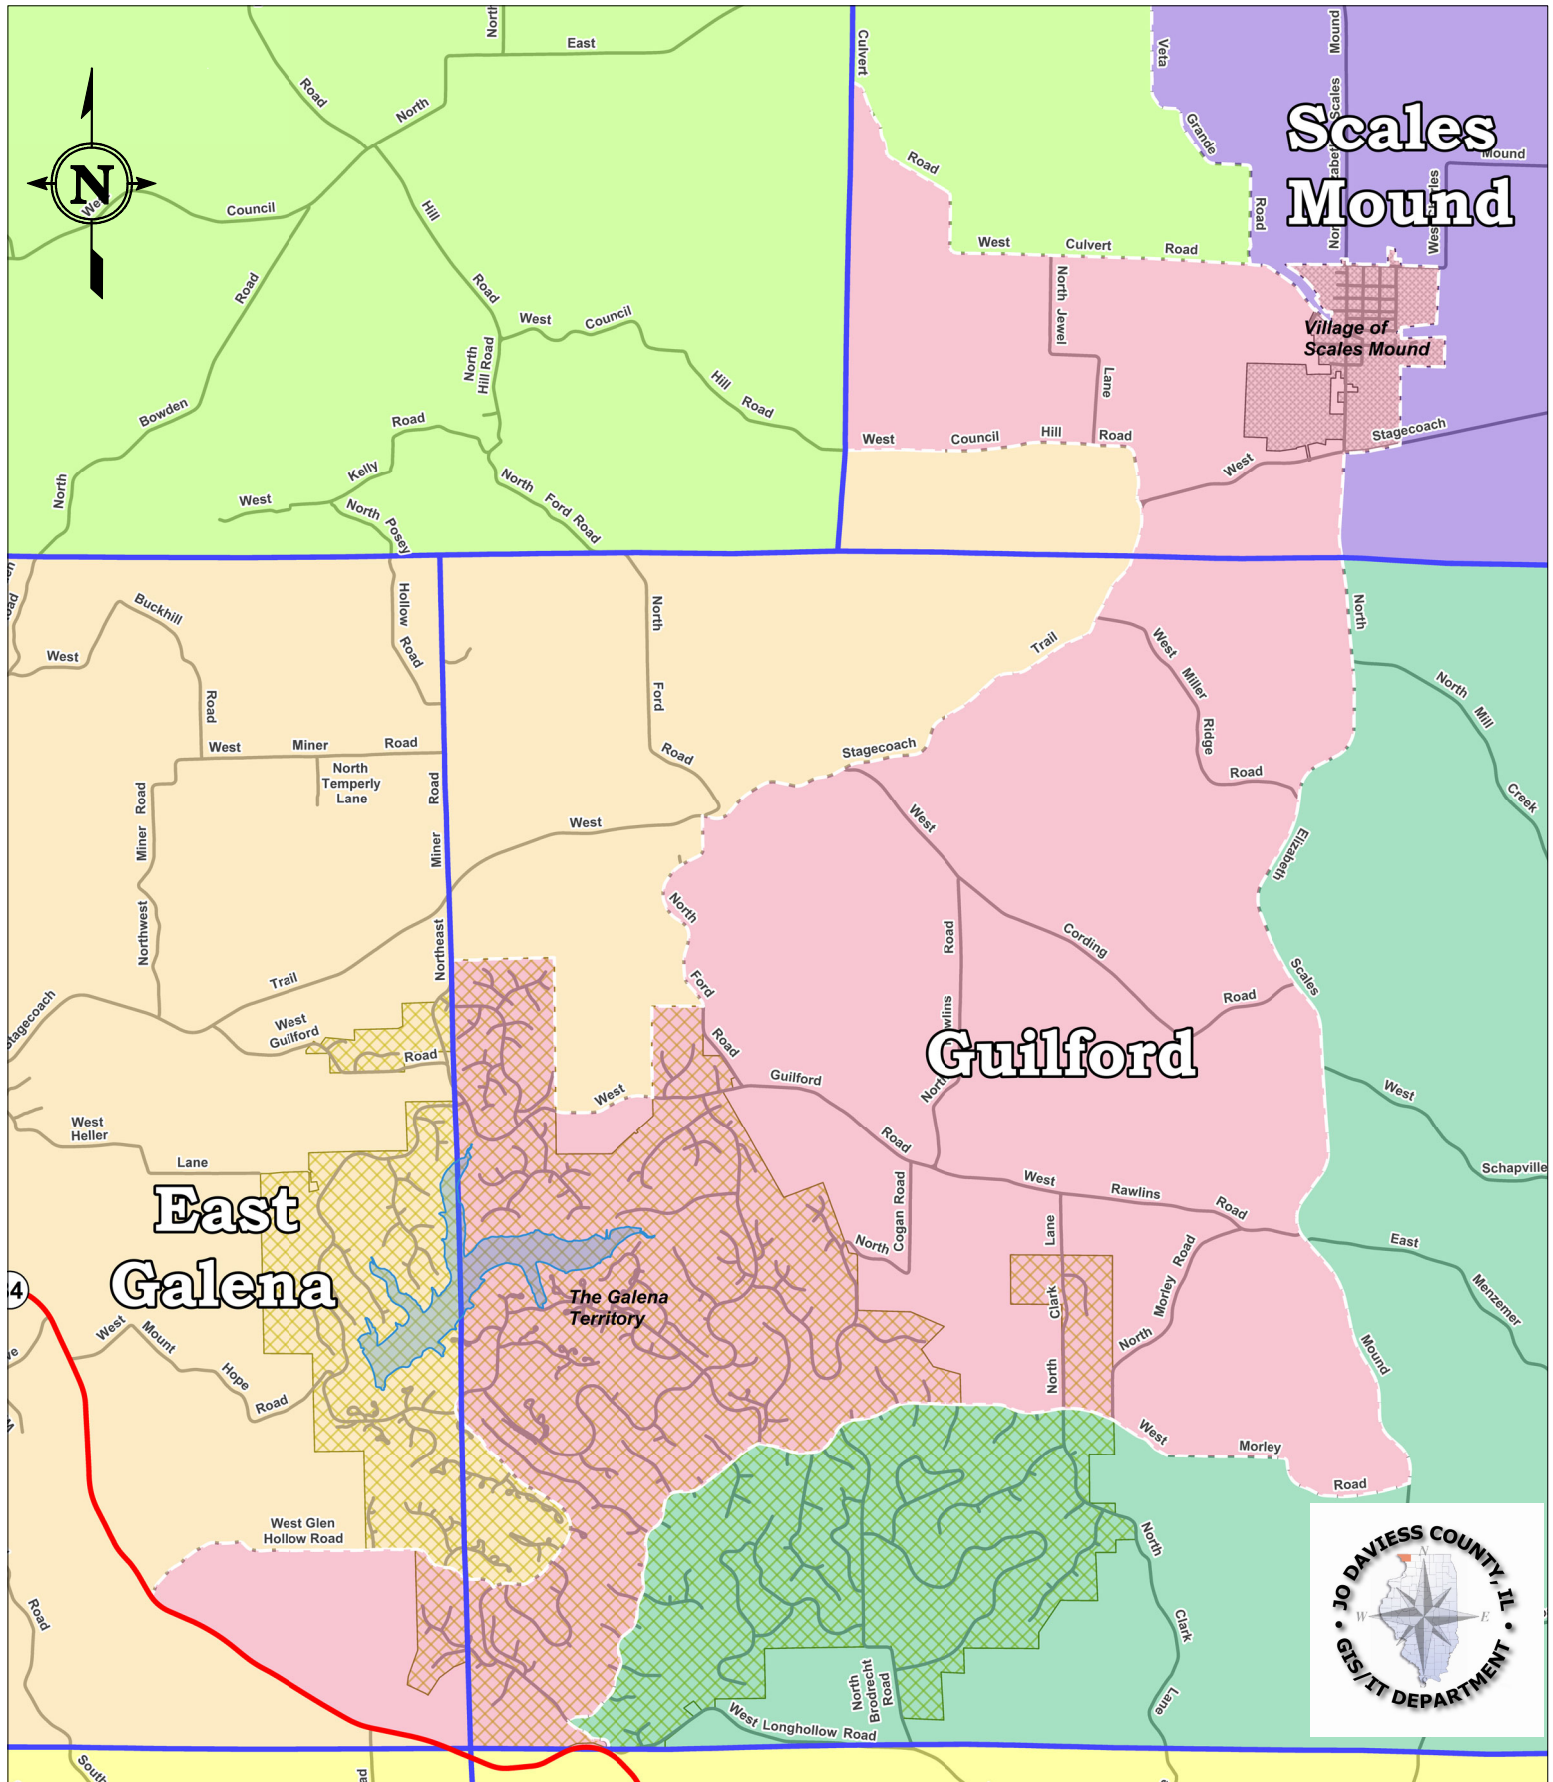 North
East
Culvert
Veta
Mound
Scales
Road
North
Grande
Scales
Mound
Mound
N
Council
Hill
Road
Road
West
Culvert
Road
Road
Road
West
Council
North
Jewel
Village of
Scales Mound
North
Hill Road
Hill
Road
Lane
Bowden
Road
West
Council
Hill
Road
Stagecoach
Kelly
West
North
West
North
Posey
North
Ford Road
Hollow
Road
Buckhill
West
Road
North
Ford
Road
Trail
West
Miller
Ridge
Road
North
North
Mill
Creek
West
Miner
Road
North
Temperly
Lane
Road
Miner
Northeast
Miner Road
Northwest
Stagecoach
West
West
Elizabeth
Scales
Mound
Trail
Stagecoach
West
Guilford
Road
North
Ford
Road
Road
Cording
Road
Guilford
West
Guilford
Road
West
Heller
Lane
West
Schapville
East
Galena
Cogan Road
North
West
Rawlins
Road
Lane
Clark
North
Morley Road
North
East
Menzemer
The Galena
Territory
West
Mount
Hope
Road
West
Morley
Road
West Glen
Hollow Road
North
Clark
Lane
Road
North
Brodrecht
Road
West Longhollow Road
JO DAVIESS COUNTY, IL
N
W
E
GIS/IT DEPARTMENT
South